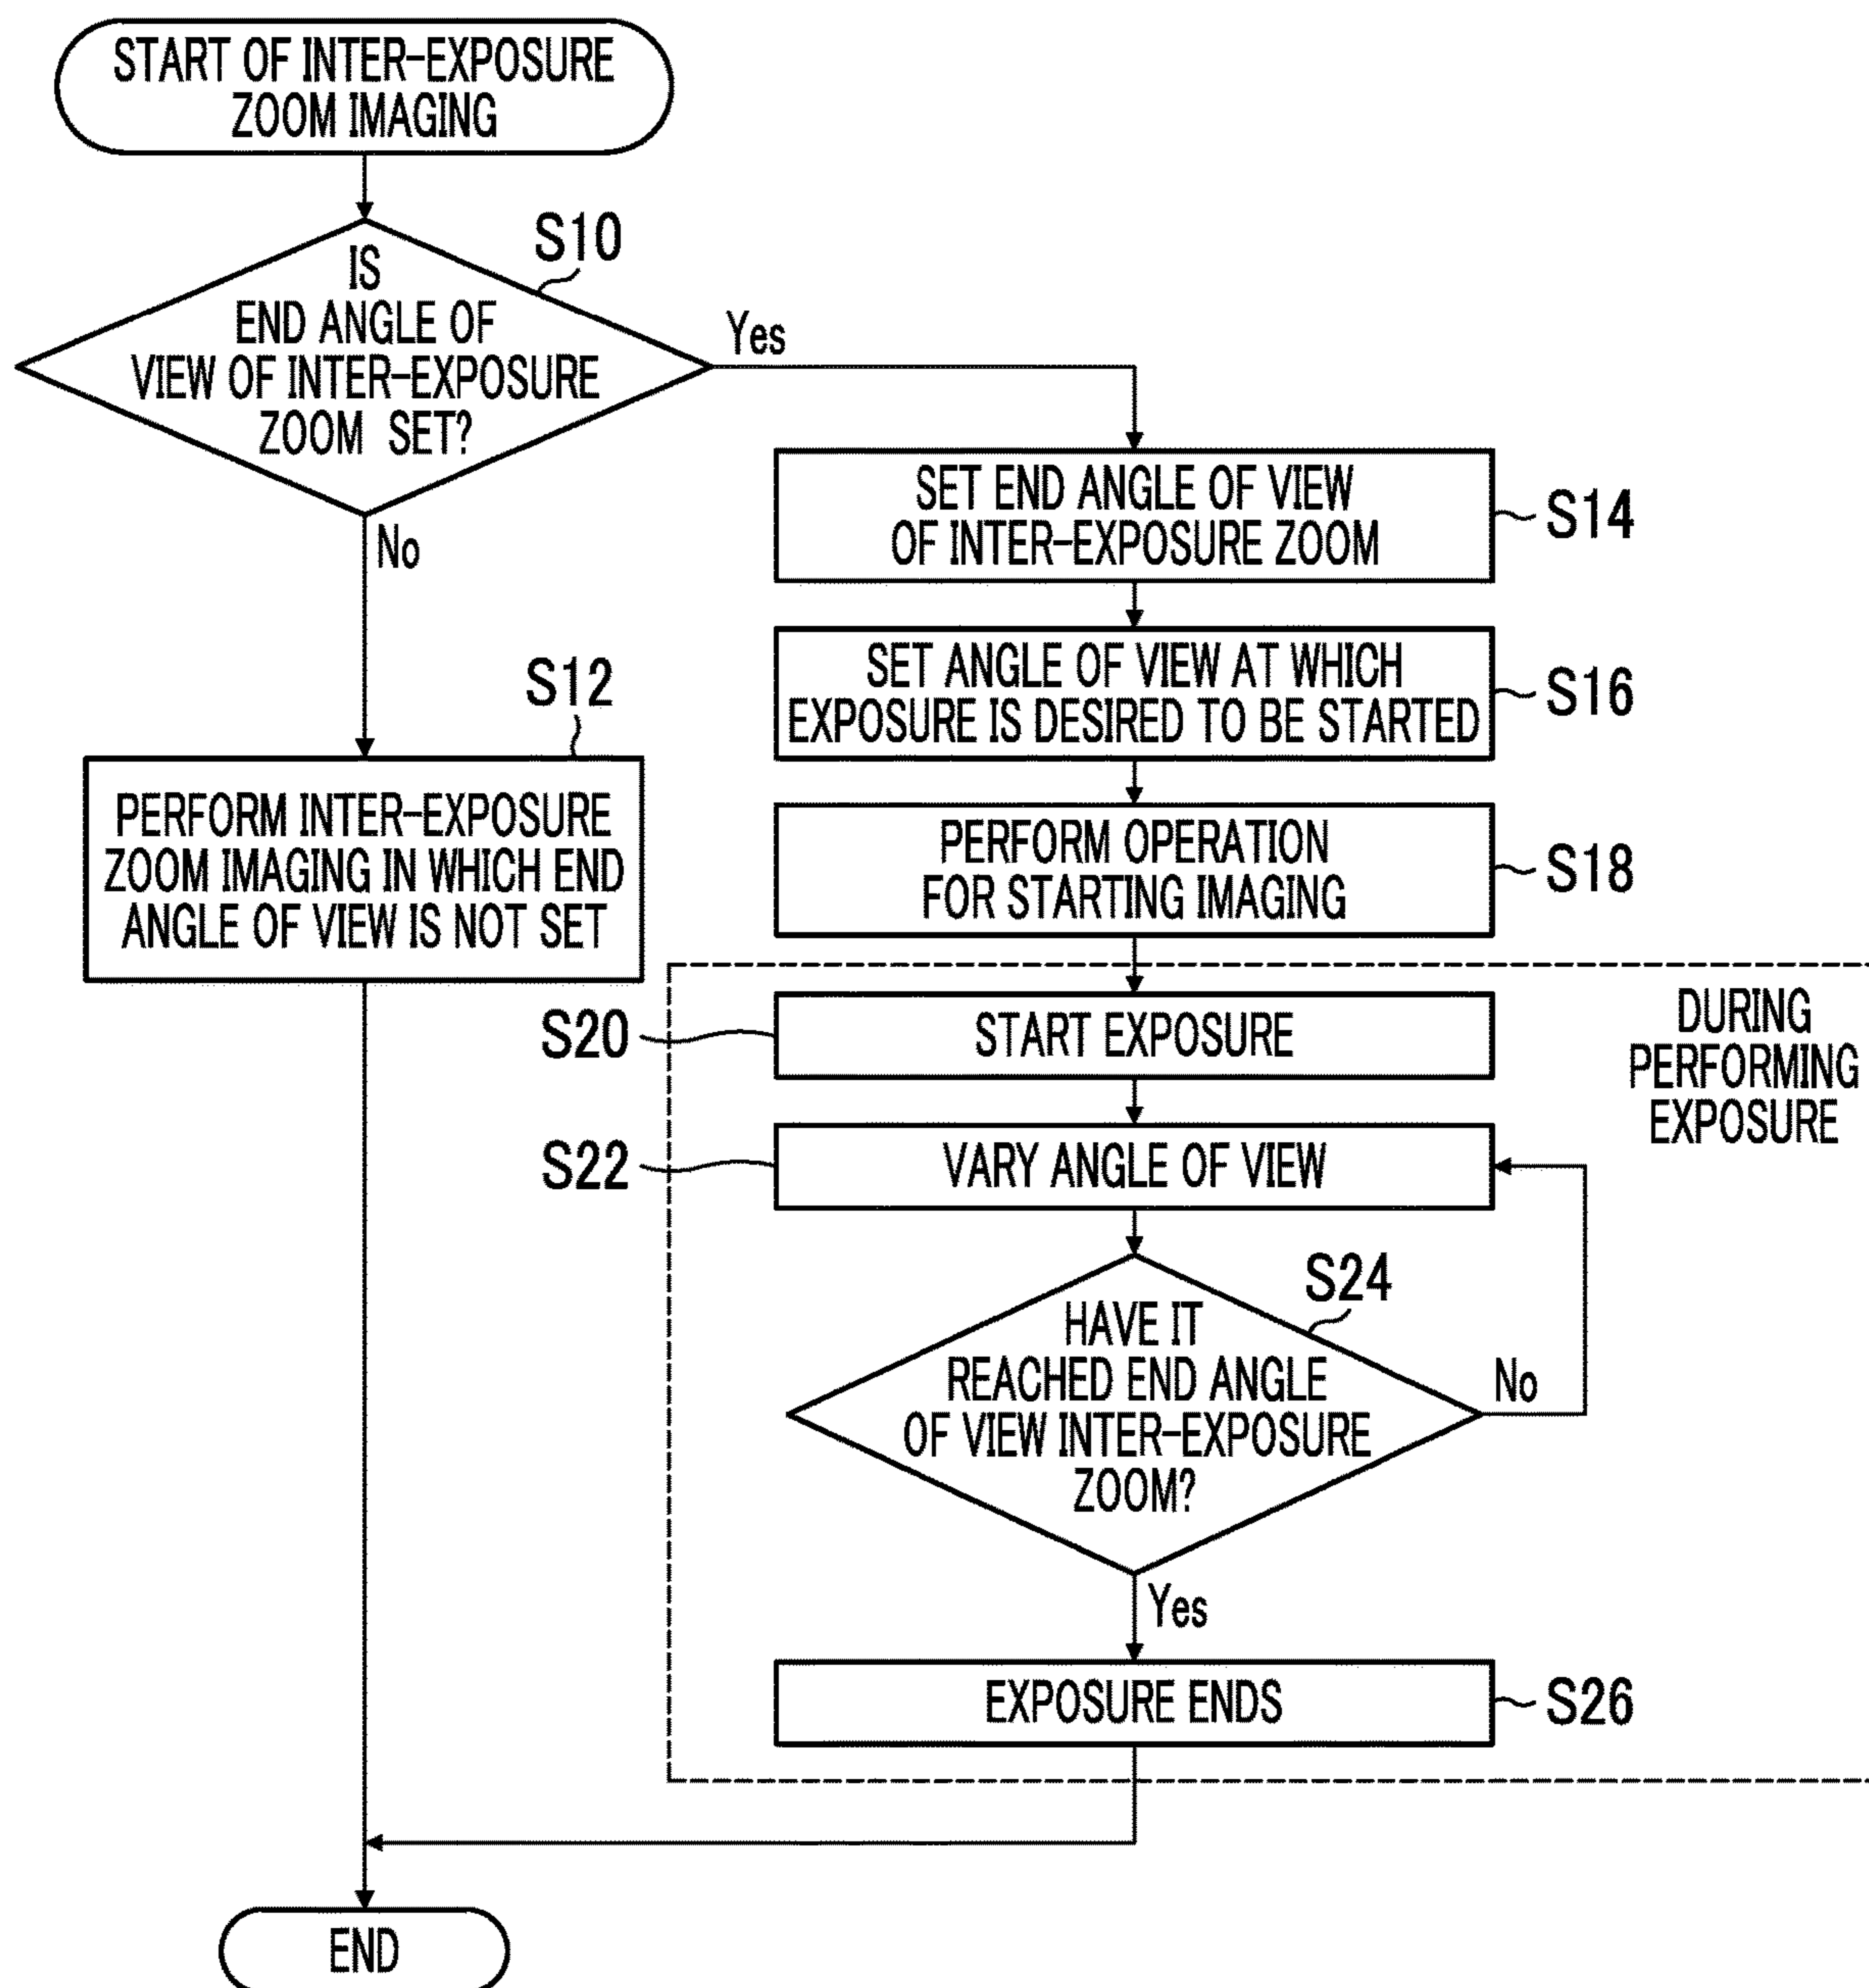 START OF INTER-EXPOSURE
ZOOM IMAGING
S10
IS
END ANGLE OF
VIEW OF INTER-EXPOSURE
ZOOM SET?
Yes
No
S12
PERFORM INTER-EXPOSURE
ZOOM IMAGING IN WHICH END
ANGLE OF VIEW IS NOT SET
SET END ANGLE OF VIEW
OF INTER-EXPOSURE ZOOM
S14
SET ANGLE OF VIEW AT WHICH
EXPOSURE IS DESIRED TO BE STARTED
S16
PERFORM OPERATION
FOR STARTING IMAGING
S18
DURING
PERFORMING
EXPOSURE
S20
START EXPOSURE
S22
VARY ANGLE OF VIEW
S24
HAVE IT
REACHED END ANGLE
OF VIEW INTER-EXPOSURE
ZOOM?
No
Yes
EXPOSURE ENDS
S26
END